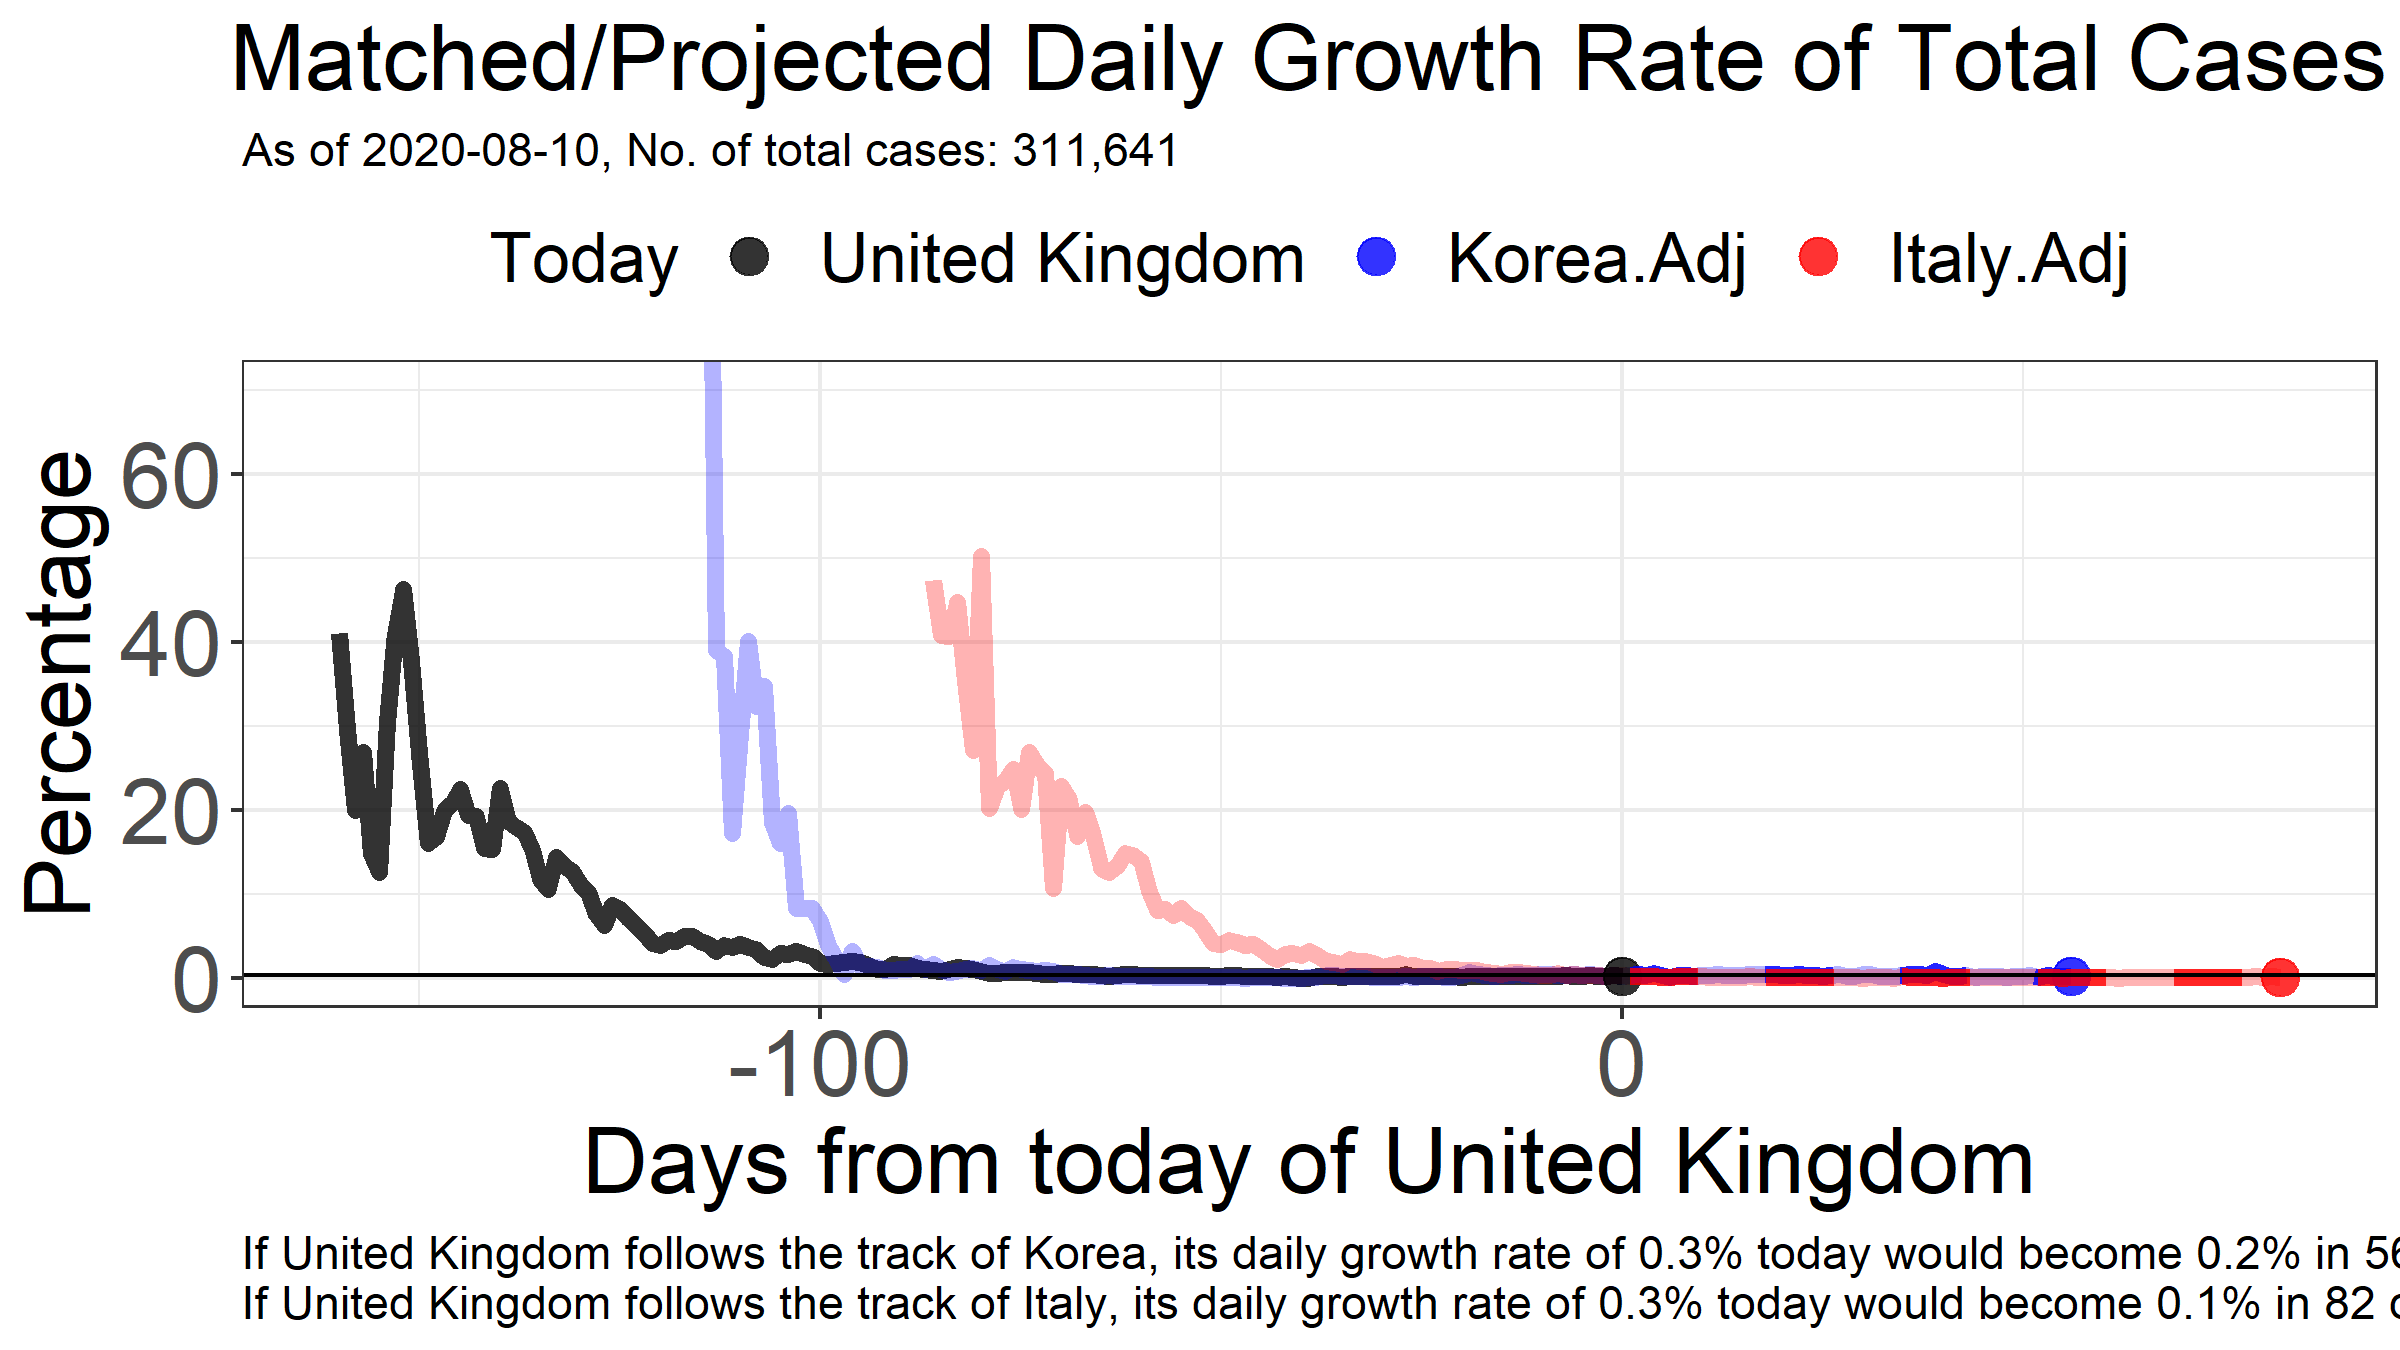 Matched/Projected Daily Growth Rate of Total Cases
As of 2020-08-10, No. of total cases: 311,641
Today United Kingdom Korea.Adj Italy.Adj
Percentage
60
40
20
0
-100 0
Days from today of United Kingdom
If United Kingdom follows the track of Korea, its daily growth rate of 0.3% today would become 0.2% in 56
If United Kingdom follows the track of Italy, its daily growth rate of 0.3% today would become 0.1% in 82